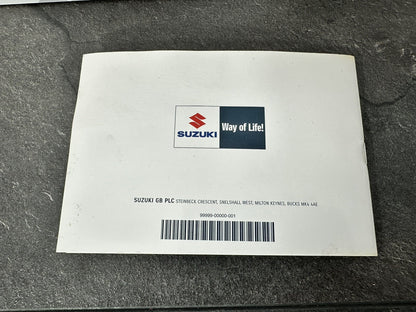 SUZUKI
Way of Life!
SUZUKI GB PLC STEINBECK CRESCENT, SNELSHALL WEST, MILTON KEYNES, BUCKS MK4 4AE
99999-00000-001